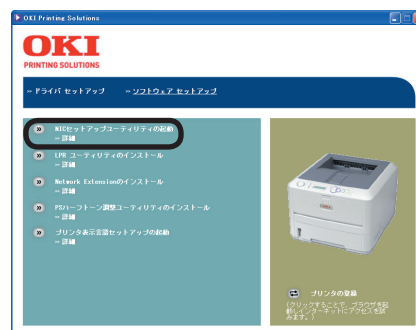 OKI Printing Solutions
OKI
PRINTING SOLUTIONS
ドライバ セットアップ
ソフトウェア セットアップ
NICセットアップユーティリティの起動
詳細
LPR ユーティリティのインストール
詳細
Network Extensionのインストール
詳細
PSハーフトーン調整ユーティリティのインストール
詳細
プリンタ表示言語セットアップの起動
詳細
プリンタの登録
(クリックすることで、ブラウザを起
動しインターネットにアクセスを試
みます。)